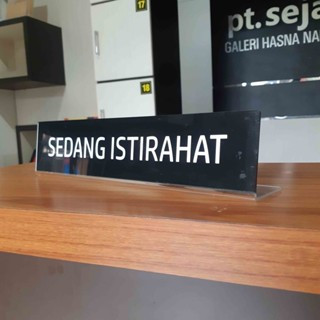 17
18
pt. seja
GALERI HASNA NA
SEDANG ISTIRAHAT